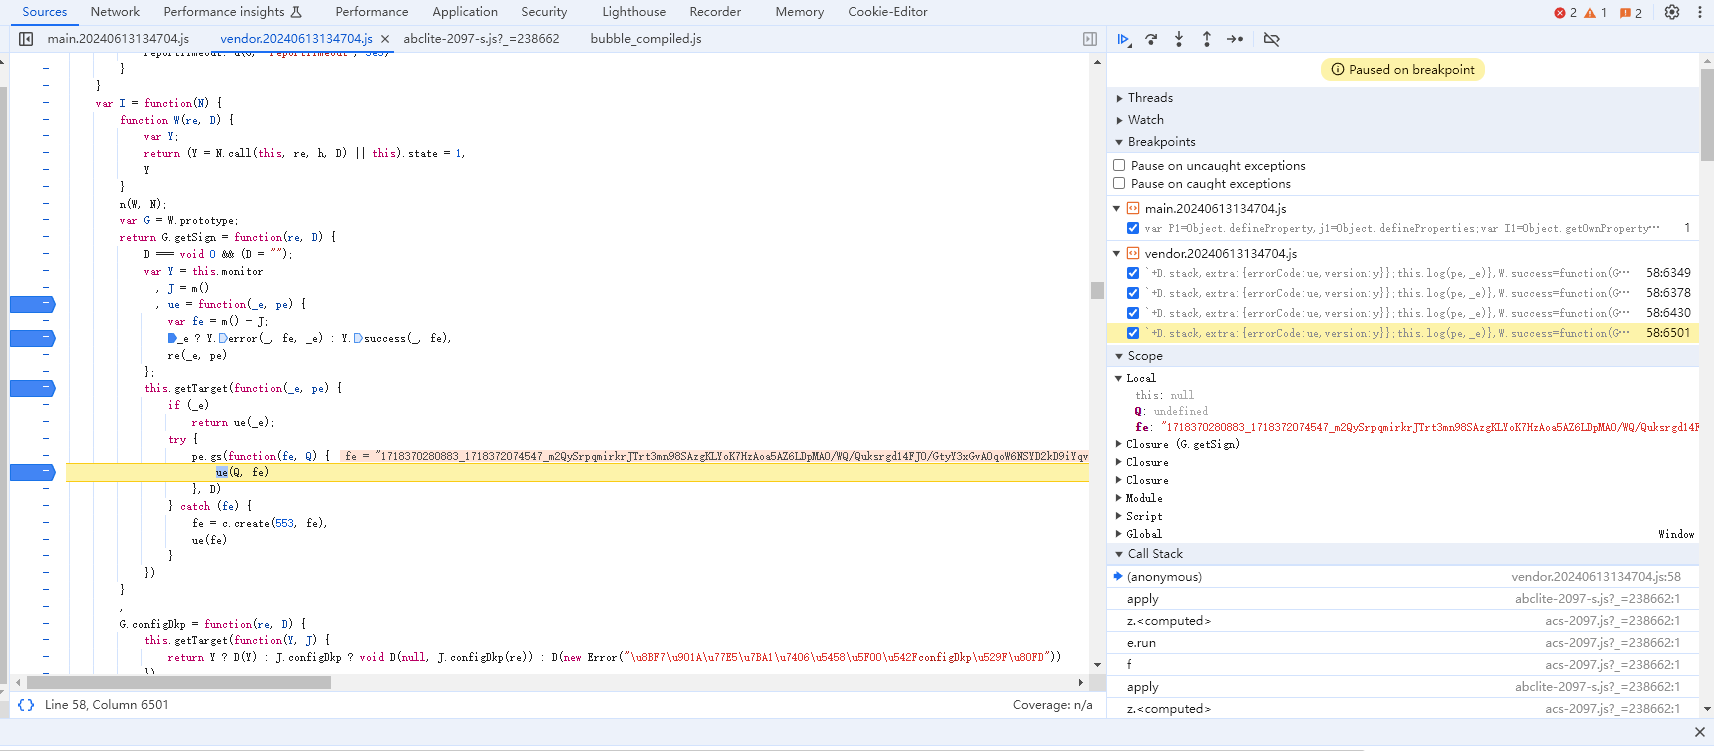 Sources Network Performance insights Performance Application Security Lighthouse Recorder Memory Cookie-Editor 2 1 2
main.20240613134704.js vendor.20240613134704.js abclite-2097-s.js?_=238662 bubble_compiled.js
}
}
var I = function(N) {
function W(re, D) {
var Y;
return (Y = N.call(this, re, h, D) || this).state = 1,
Y
}
n(W, N);
var G = W.prototype;
return G.getSign = function(re, D) {
D === void 0 && (D = "");
var Y = this.monitor
, J = m()
, ue = function(_e, pe) {
var fe = m() - J;
_e ? Y.error(_, fe, _e) : Y.success(_, fe),
re(_e, pe)
};
this.getTarget(function(_e, pe) {
if (_e)
return ue(_e);
try {
pe.gs(function(fe, Q) { fe = "1718370280883_1718372074547_m2QySrpqmirkrJTrt3mn98SAzgKLYoK7HzAoa5AZ6LDpMAO/WQ/Quksrgd14FJO/GtyY3xGvAOqoW6NSYD2kD9iYqv
ue(Q, fe)
}, D)
} catch (fe) {
fe = c.create(553, fe),
ue(fe)
}
})
}
,
G.configDkp = function(re, D) {
this.getTarget(function(Y, J) {
return Y ? D(Y) : J.configDkp ? void D(null, J.configDkp(re)) : D(new Error("\u8BF7\u901A\u77E5\u7BA1\u7406\u5458\u5F00\u542FconfigDkp\u529F\u80FD"))
{} Line 58, Column 6501 Coverage: n/a
Paused on breakpoint
Threads
Watch
Breakpoints
Pause on uncaught exceptions
Pause on caught exceptions
main.20240613134704.js
var P1=Object.defineProperty,j1=Object.defineProperties;var I1=Object.getOwnProperty… 1
vendor.20240613134704.js
`+D.stack,extra:{errorCode:ue,version:y}};this.log(pe,_e)},W.success=function(G… 58:6349
`+D.stack,extra:{errorCode:ue,version:y}};this.log(pe,_e)},W.success=function(G… 58:6378
`+D.stack,extra:{errorCode:ue,version:y}};this.log(pe,_e)},W.success=function(G… 58:6430
`+D.stack,extra:{errorCode:ue,version:y}};this.log(pe,_e)},W.success=function(G… 58:6501
Scope
Local
this: null
Q: undefined
fe: "1718370280883_1718372074547_m2QySrpqmirkrJTrt3mn98SAzgKLYoK7HzAoa5AZ6LDpMAO/WQ/Quksrgd14F
Closure (G.getSign)
Closure
Closure
Module
Script
Global Window
Call Stack
(anonymous) vendor.20240613134704.js:58
apply abclite-2097-s.js?_=238662:1
z.<computed> acs-2097.js?_=238662:1
e.run acs-2097.js?_=238662:1
f acs-2097.js?_=238662:1
apply abclite-2097-s.js?_=238662:1
z.<computed> acs-2097.js?_=238662:1